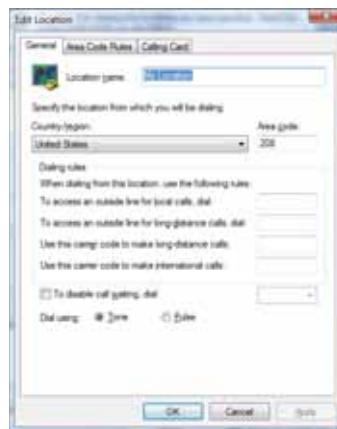 Edit Location
General Area Code Rules Calling Card
Location name: My Location
Specify the location from which you will be dialing.
Country/region: Area code:
United States 208
Dialing rules
When dialing from this location, use the following rules:
To access an outside line for local calls, dial:
To access an outside line for long-distance calls, dial:
Use this carrier code to make long-distance calls:
Use this carrier code to make international calls:
To disable call waiting, dial:
Dial using: Tone Pulse
OK Cancel Apply